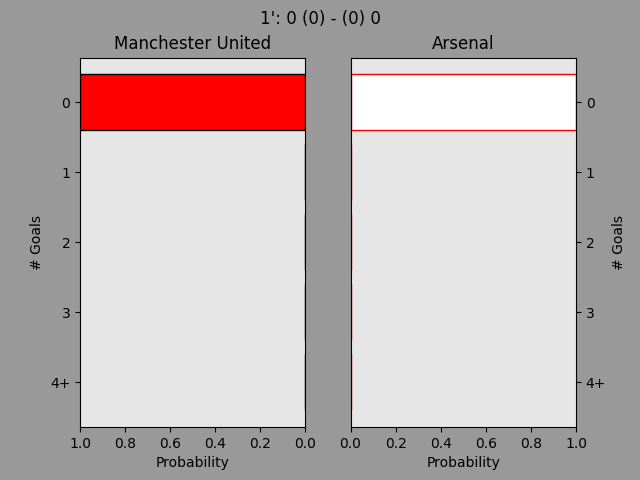 1': 0 (0) - (0) 0
Manchester United
Arsenal
0
1
2
3
4+
# Goals
1.0 0.8 0.6 0.4 0.2 0.0
Probability
0
1
2
3
4+
# Goals
0.0 0.2 0.4 0.6 0.8 1.0
Probability